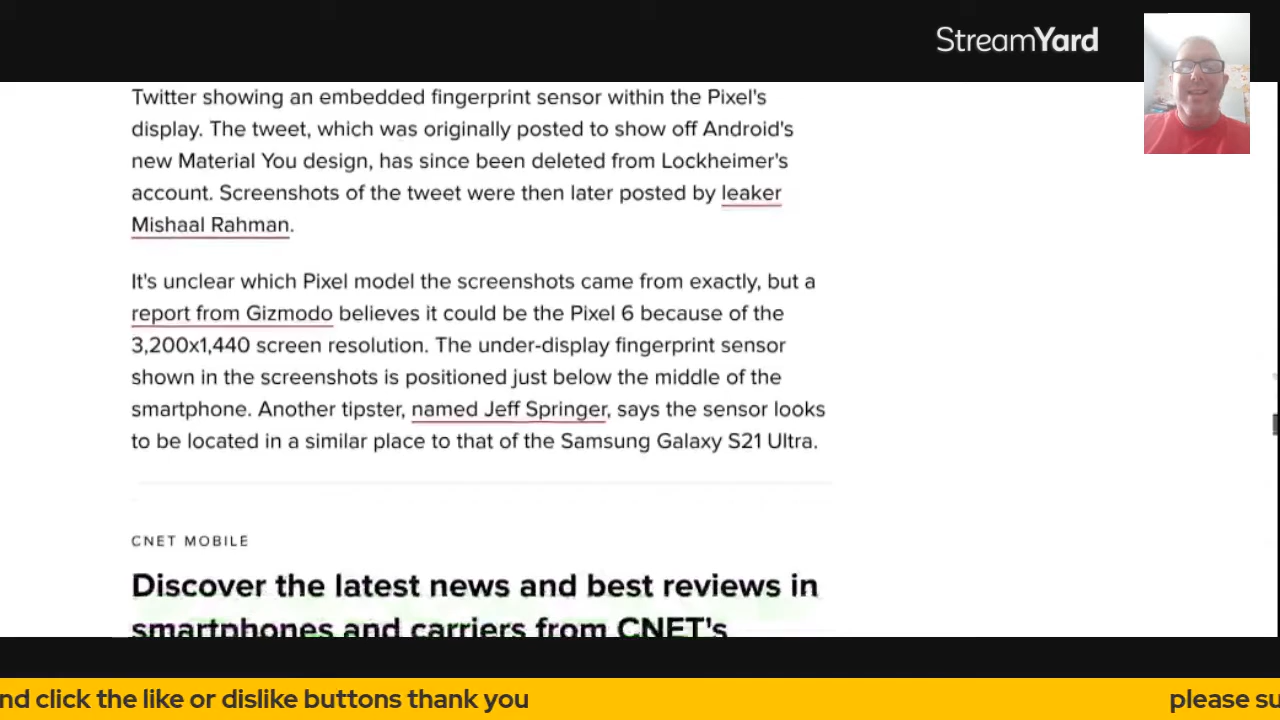 StreamYard
Twitter showing an embedded fingerprint sensor within the Pixel's
display. The tweet, which was originally posted to show off Android's
new Material You design, has since been deleted from Lockheimer's
account. Screenshots of the tweet were then later posted by leaker
Mishaal Rahman.
It's unclear which Pixel model the screenshots came from exactly, but a
report from Gizmodo believes it could be the Pixel 6 because of the
3,200x1,440 screen resolution. The under-display fingerprint sensor
shown in the screenshots is positioned just below the middle of the
smartphone. Another tipster, named Jeff Springer, says the sensor looks
to be located in a similar place to that of the Samsung Galaxy S21 Ultra.
CNET MOBILE
Discover the latest news and best reviews in
smartphones and carriers from CNET's
nd click the like or dislike buttons thank you
please su